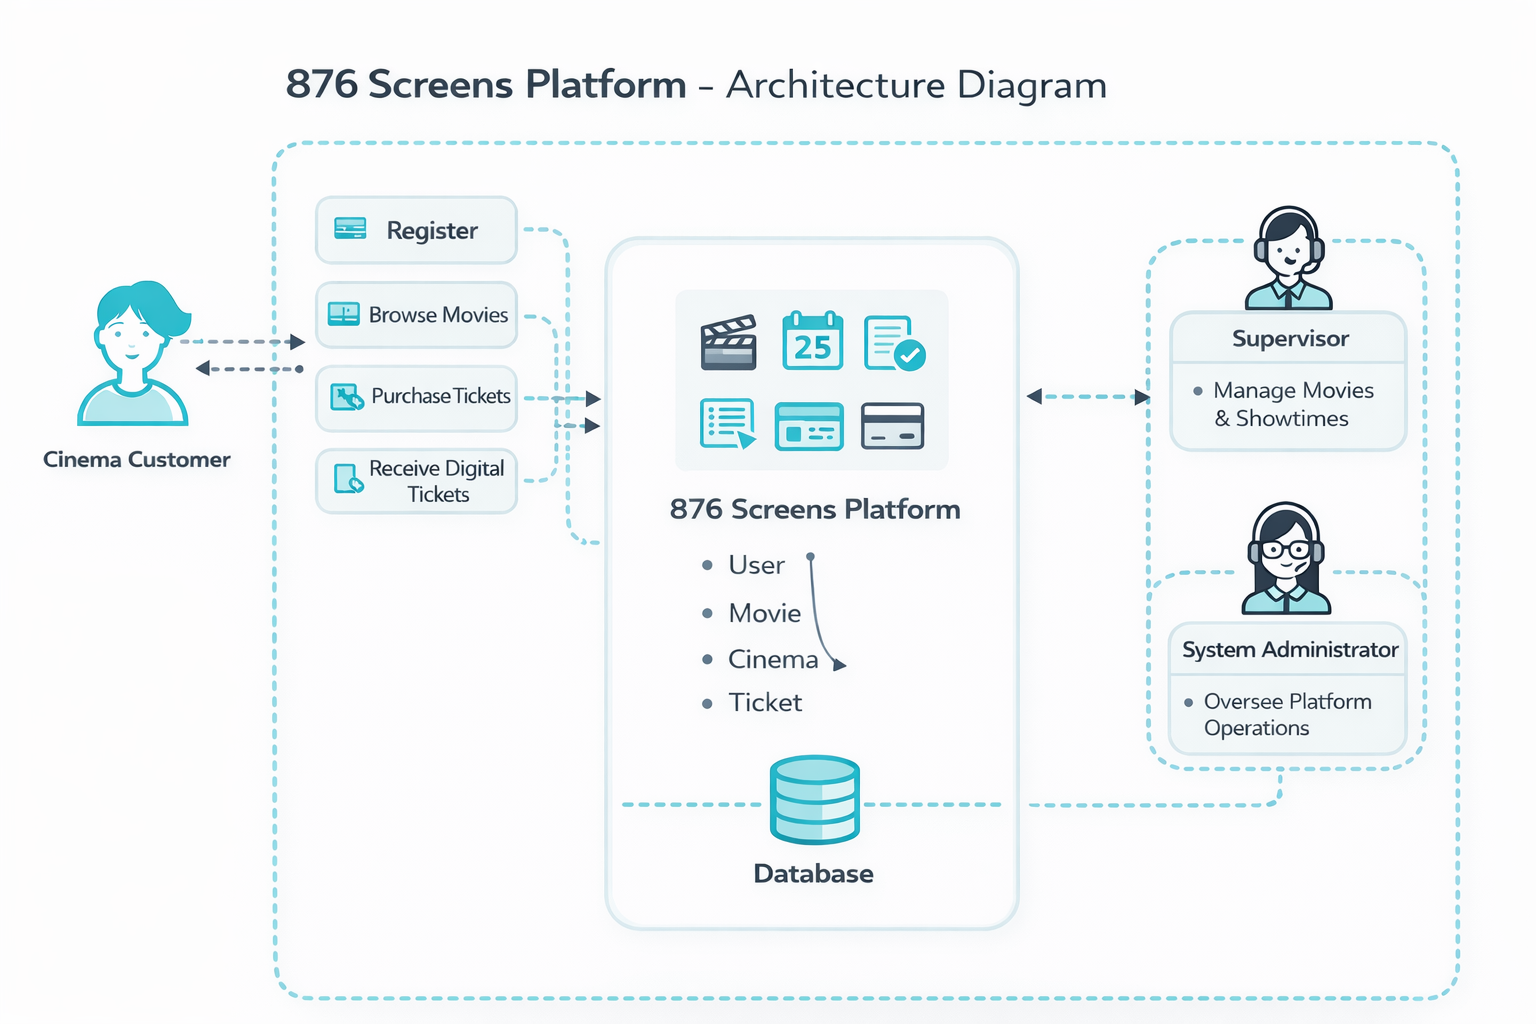 876 Screens Platform - Architecture Diagram
Register
Browse Movies
Purchase Tickets
Receive Digital
Tickets
Cinema Customer
25
876 Screens Platform
• User
• Movie
• Cinema
• Ticket
Database
Supervisor
• Manage Movies
& Showtimes
System Administrator
• Oversee Platform
Operations